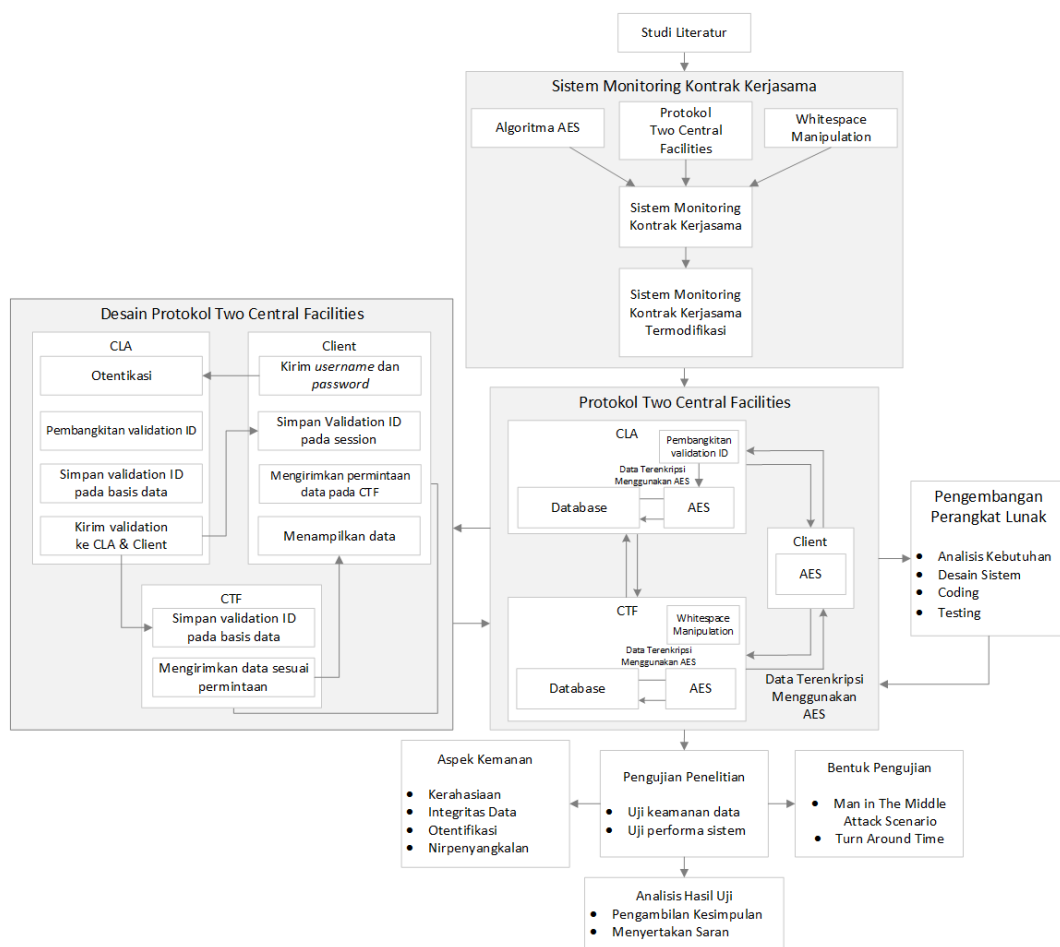 Studi Literatur
Sistem Monitoring Kontrak Kerjasama
Algoritma AES
Protokol
Two Central
Facilities
Whitespace
Manipulation
Sistem Monitoring
Kontrak Kerjasama
Sistem Monitoring
Kontrak Kerjasama
Termodifikasi
Desain Protokol Two Central Facilities
CLA
Otentikasi
Pembangkitan validation ID
Simpan validation ID
pada basis data
Kirim validation
ke CLA & Client
Client
Kirim username dan
password
Simpan Validation ID
pada session
Mengirimkan permintaan
data pada CTF
Menampilkan data
CTF
Simpan validation ID
pada basis data
Mengirimkan data sesuai
permintaan
Protokol Two Central Facilities
CLA
Pembangkitan
validation ID
Data Terenkripsi
Menggunakan AES
Database
AES
Client
AES
CTF
Whitespace
Manipulation
Data Terenkripsi
Menggunakan AES
Database
AES
Data Terenkripsi
Menggunakan
AES
Pengembangan
Perangkat Lunak
• Analisis Kebutuhan
• Desain Sistem
• Coding
• Testing
Aspek Kemanan
• Kerahasiaan
• Integritas Data
• Otentifikasi
• Nirpenyangkalan
Pengujian Penelitian
• Uji keamanan data
• Uji performa sistem
Bentuk Pengujian
• Man in The Middle
Attack Scenario
• Turn Around Time
Analisis Hasil Uji
• Pengambilan Kesimpulan
• Menyertakan Saran